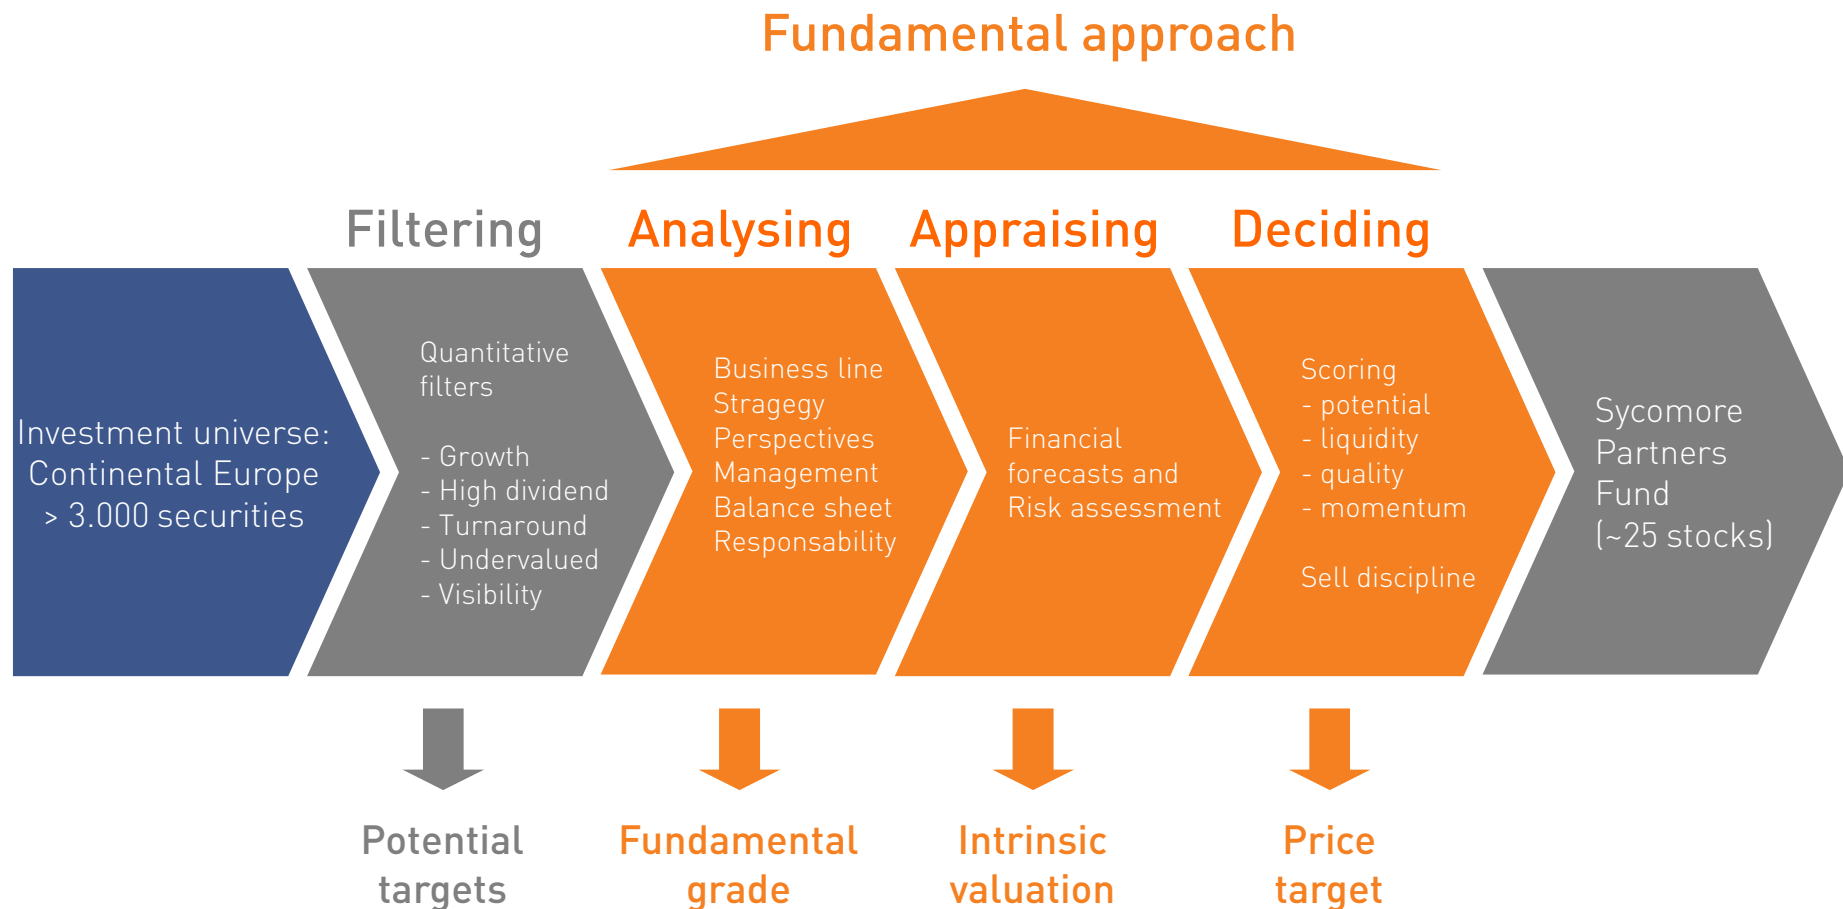 Fundamental approach
Filtering
Analysing
Appraising
Deciding
Investment universe:
Continental Europe
> 3.000 securities
Quantitative
filters
- Growth
- High dividend
- Turnaround
- Undervalued
- Visibility
Business line
Stragegy
Perspectives
Management
Balance sheet
Responsability
Financial
forecasts and
Risk assessment
Scoring
- potential
- liquidity
- quality
- momentum
Sell discipline
Sycomore
Partners
Fund
(~25 stocks)
Potential
targets
Fundamental
grade
Intrinsic
valuation
Price
target